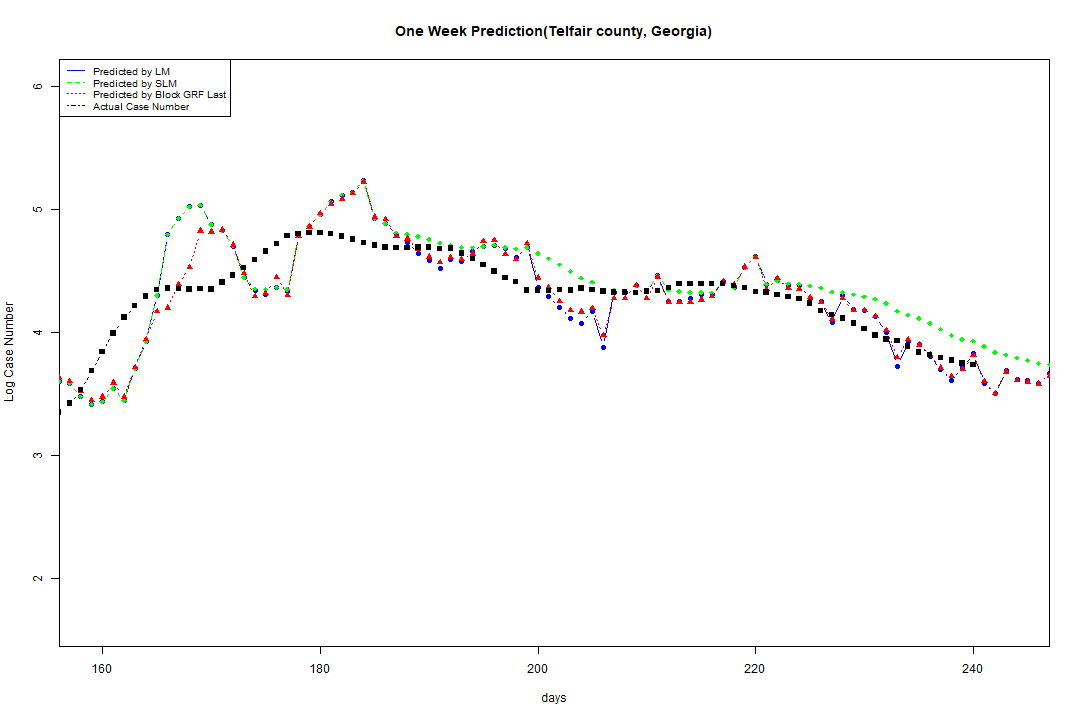 One Week Prediction(Telfair county, Georgia)
Predicted by LM
Predicted by SLM
Predicted by Block GRF Last
Actual Case Number
6
5
4
3
2
Log Case Number
160
180
200
220
240
days